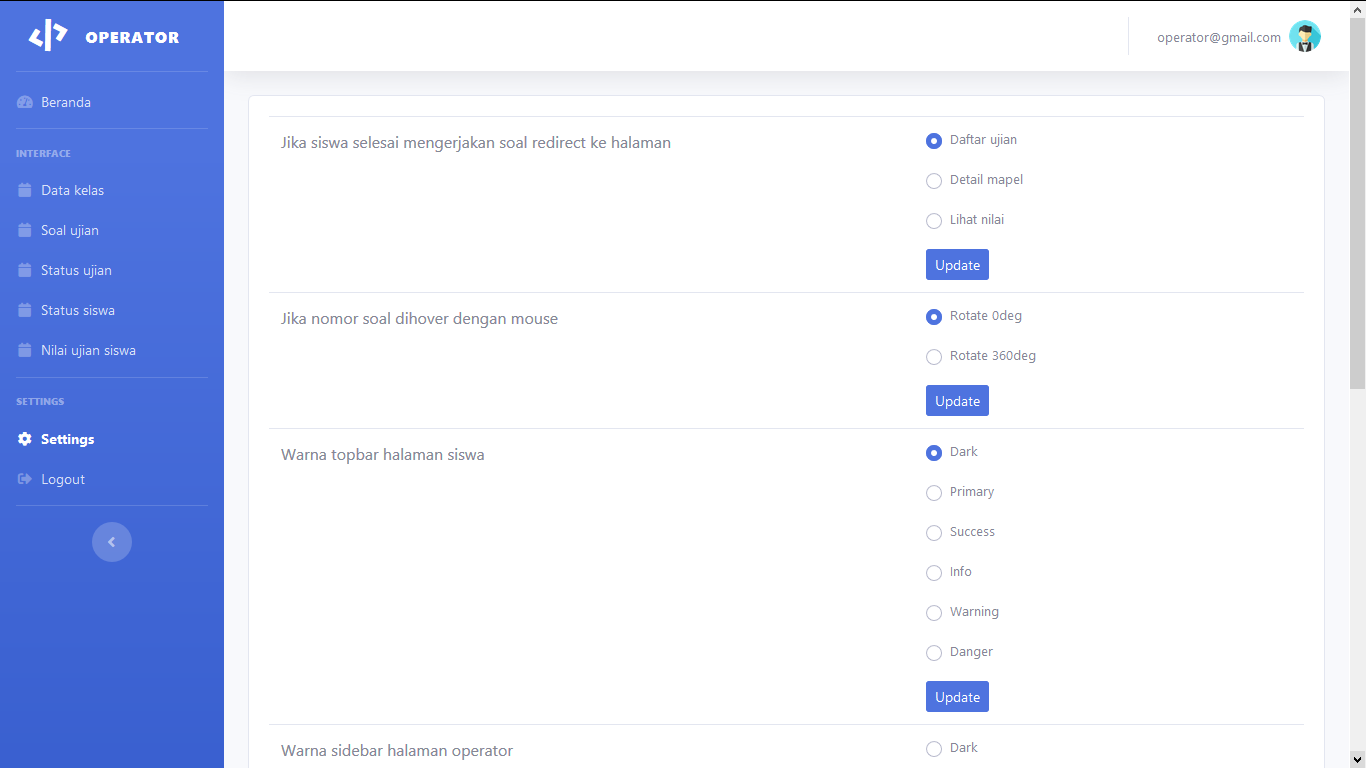 OPERATOR
operator@gmail.com
Beranda
INTERFACE
Data kelas
Soal ujian
Status ujian
Status siswa
Nilai ujian siswa
SETTINGS
Settings
Logout
Jika siswa selesai mengerjakan soal redirect ke halaman
Daftar ujian
Detail mapel
Lihat nilai
Update
Jika nomor soal dihover dengan mouse
Rotate 0deg
Rotate 360deg
Update
Warna topbar halaman siswa
Dark
Primary
Success
Info
Warning
Danger
Update
Warna sidebar halaman operator
Dark